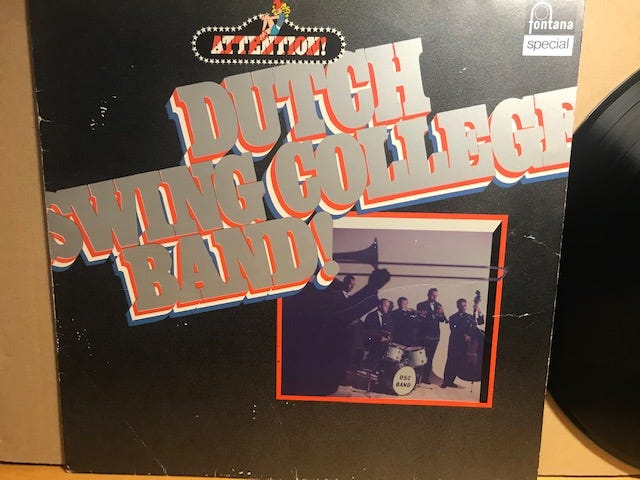 ATTENTION!
fontana
special
DUTCH
SWING COLLEGE
BAND!
DSC
BAND